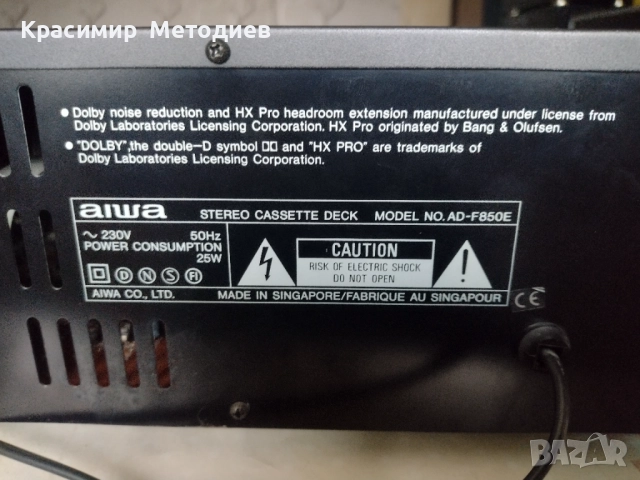 Красимир Методиев
• Dolby noise reduction and HX Pro headroom extension manufactured under license from
Dolby Laboratories Licensing Corporation. HX Pro originated by Bang & Olufsen.
• "DOLBY",the double-D symbol and "HX PRO" are trademarks of
Dolby Laboratories Licensing Corporation.
aiwa STEREO CASSETTE DECK MODEL NO. AD-F850E
~ 230V 50Hz
POWER CONSUMPTION
25W
D N S FI
AIWA CO., LTD.
CAUTION
RISK OF ELECTRIC SHOCK
DO NOT OPEN
MADE IN SINGAPORE/FABRIQUE AU SINGAPOUR
CE
BAZAR
bg